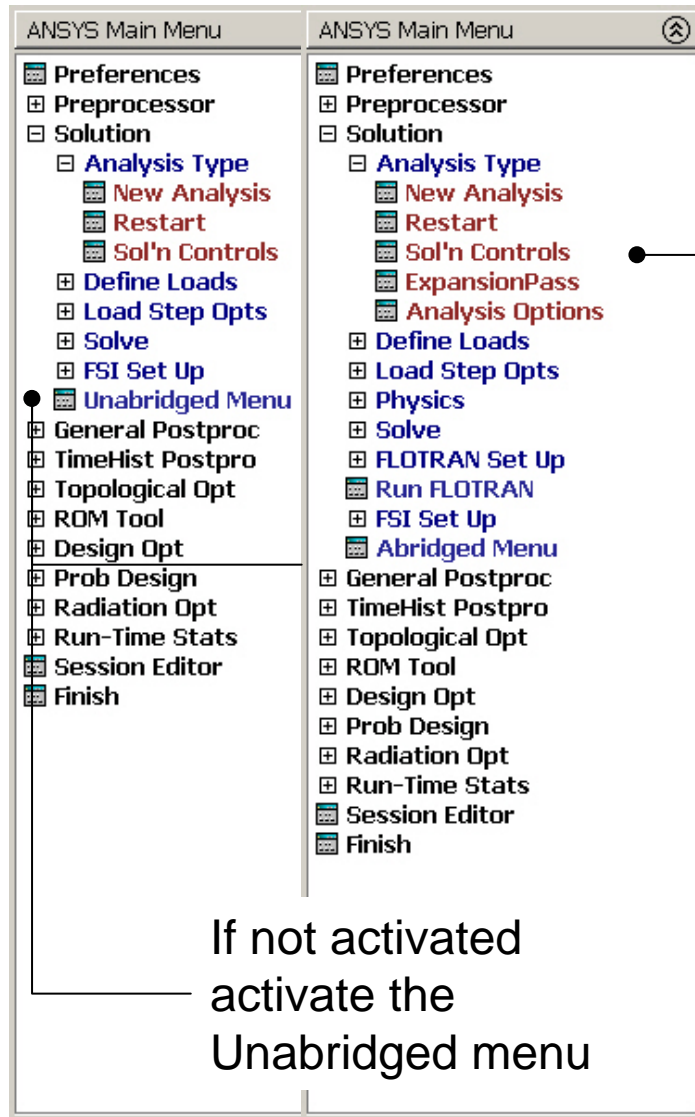 ANSYS Main Menu
Preferences
Preprocessor
Solution
Analysis Type
New Analysis
Restart
Sol'n Controls
Define Loads
Load Step Opts
Solve
FSI Set Up
Unabridged Menu
General Postproc
TimeHist Postpro
Topological Opt
ROM Tool
Design Opt
Prob Design
Radiation Opt
Run-Time Stats
Session Editor
Finish
ANSYS Main Menu
Preferences
Preprocessor
Solution
Analysis Type
New Analysis
Restart
Sol'n Controls
ExpansionPass
Analysis Options
Define Loads
Load Step Opts
Physics
Solve
FLOTRAN Set Up
Run FLOTRAN
FSI Set Up
Abridged Menu
General Postproc
TimeHist Postpro
Topological Opt
ROM Tool
Design Opt
Prob Design
Radiation Opt
Run-Time Stats
Session Editor
Finish
If not activated
activate the
Unabridged menu